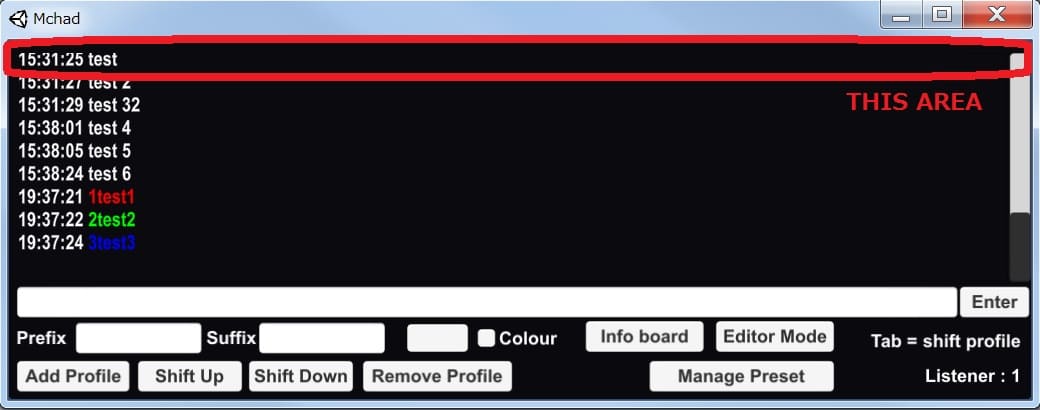 Mchad
15:31:25 test
15:31:27 test 2
THIS AREA
15:31:29 test 32
15:38:01 test 4
15:38:05 test 5
15:38:24 test 6
19:37:21 1test1
19:37:22 2test2
19:37:24 3test3
Enter
Prefix Suffix Colour Info board Editor Mode Tab = shift profile
Add Profile Shift Up Shift Down Remove Profile Manage Preset Listener : 1